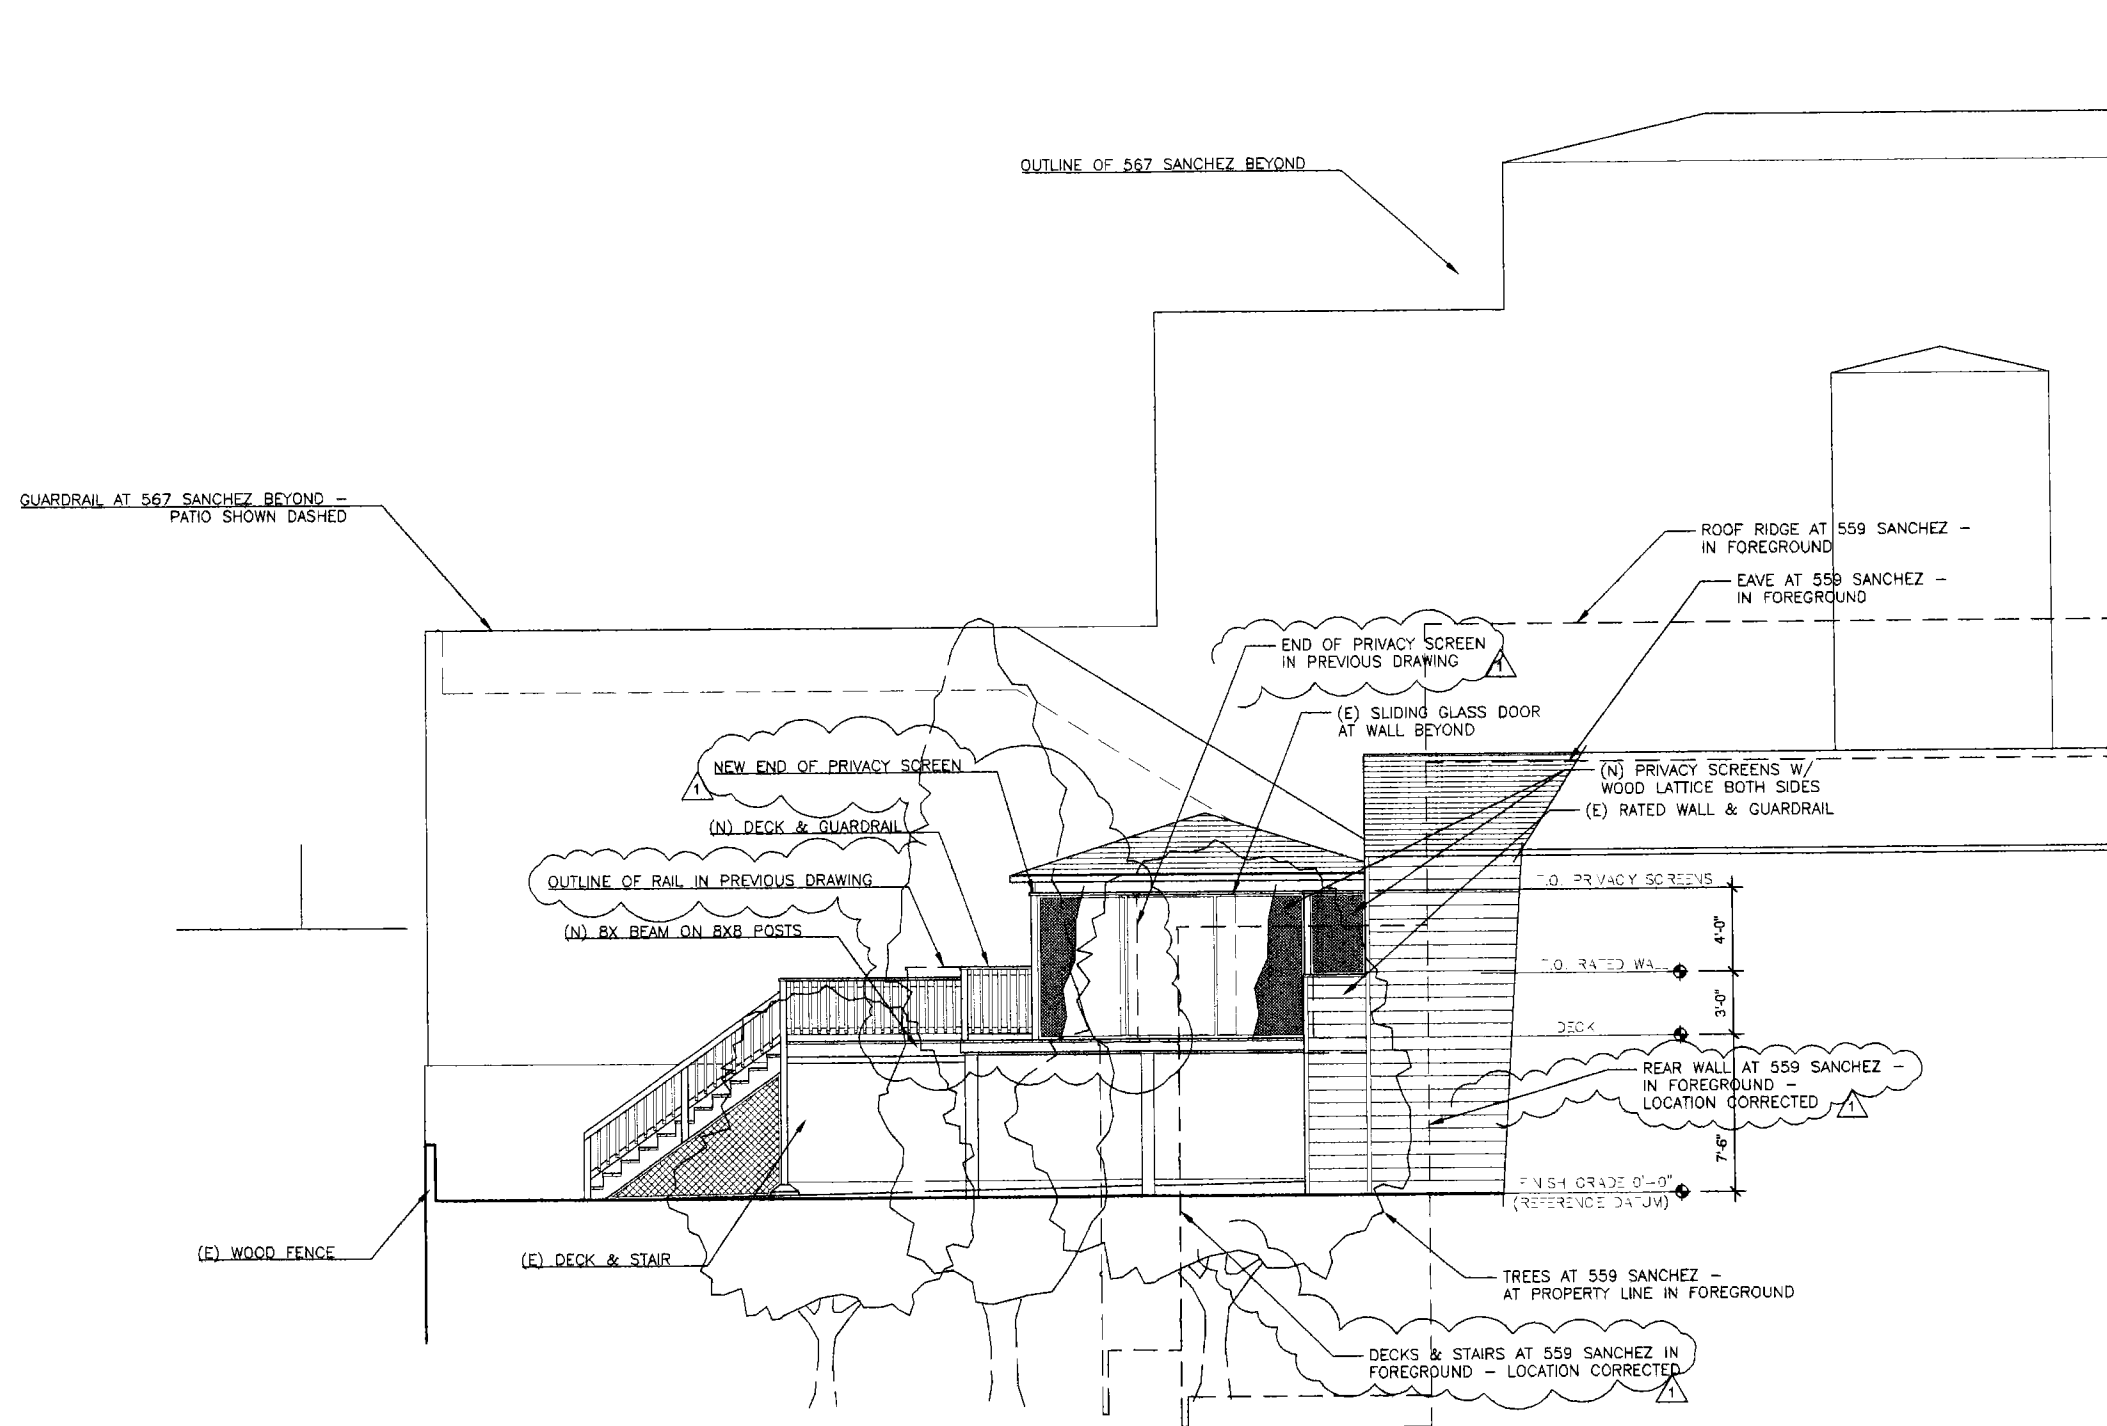 OUTLINE OF 567 SANCHEZ BEYOND
GUARDRAIL AT 567 SANCHEZ BEYOND –
PATIO SHOWN DASHED
ROOF RIDGE AT 559 SANCHEZ –
IN FOREGROUND
EAVE AT 559 SANCHEZ –
IN FOREGROUND
END OF PRIVACY SCREEN
IN PREVIOUS DRAWING
1
(E) SLIDING GLASS DOOR
AT WALL BEYOND
NEW END OF PRIVACY SCREEN
1
(N) PRIVACY SCREENS W/
WOOD LATTICE BOTH SIDES
(E) RATED WALL & GUARDRAIL
(N) DECK & GUARDRAIL
OUTLINE OF RAIL IN PREVIOUS DRAWING
T.O. PRIVACY SCREENS
(N) 8X BEAM ON 8X8 POSTS
4'-0"
T.O. RATED WA
3'-0"
DECK
REAR WALL AT 559 SANCHEZ –
IN FOREGROUND –
LOCATION CORRECTED
1
7'-6"
FINISH GRADE 0'-0"
(REFERENCE DATUM)
(E) WOOD FENCE
(E) DECK & STAIR
TREES AT 559 SANCHEZ –
AT PROPERTY LINE IN FOREGROUND
DECKS & STAIRS AT 559 SANCHEZ IN
FOREGROUND – LOCATION CORRECTED
1